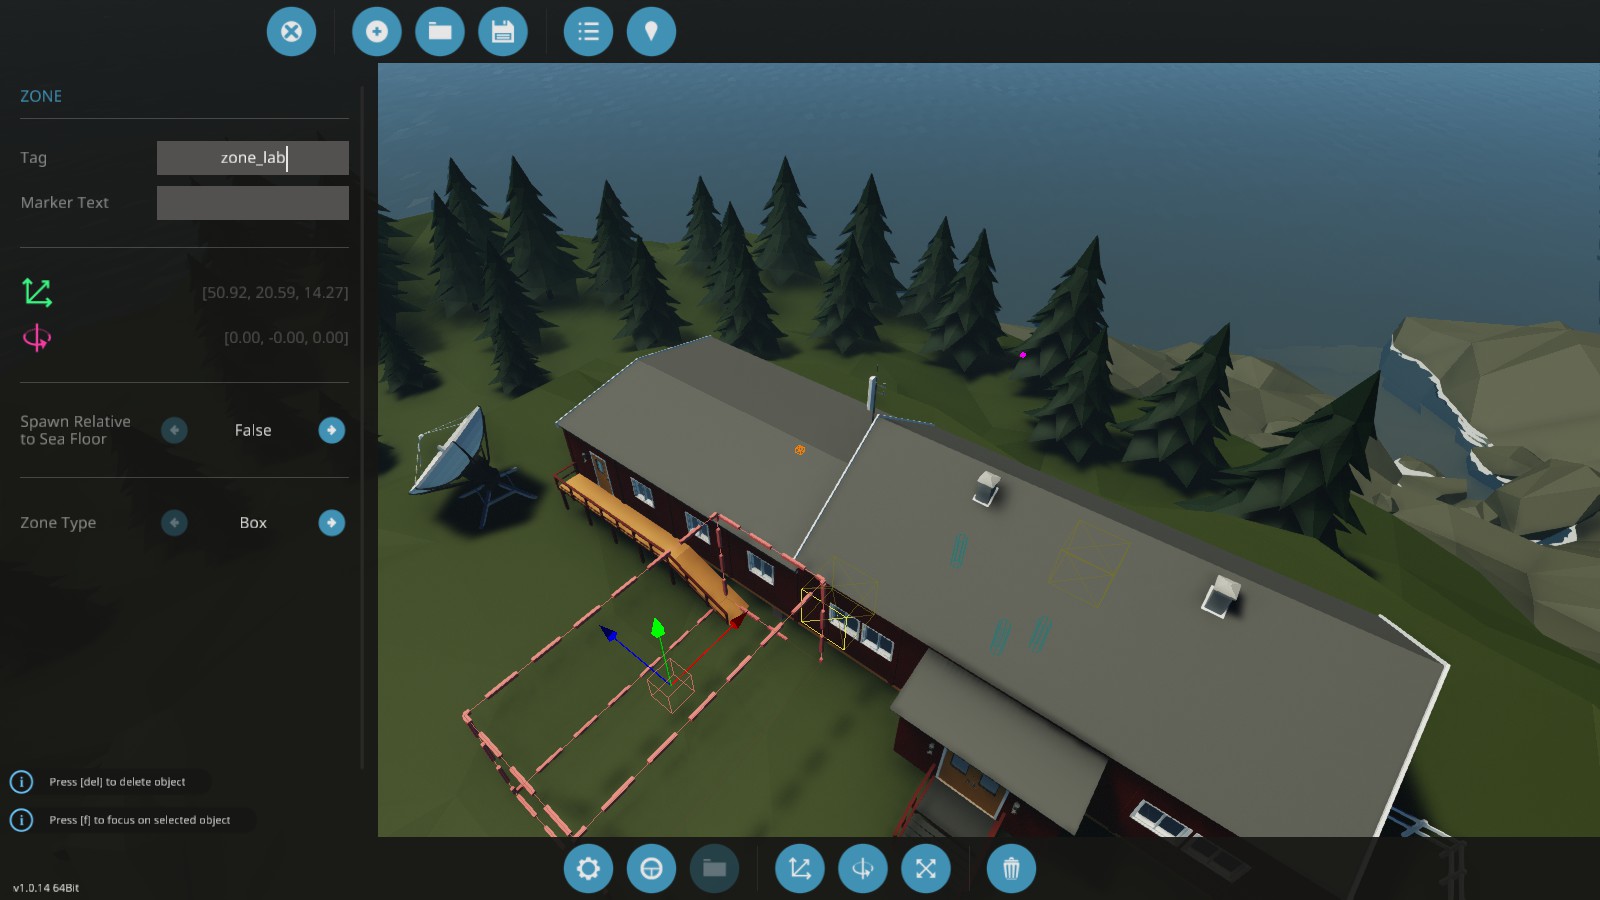 ZONE
Tag
zone_lab
Marker Text
[50.92, 20.59, 14.27]
[0.00, -0.00, 0.00]
Spawn Relative
to Sea Floor
False
Zone Type
Box
Press [del] to delete object
Press [f] to focus on selected object
v1.0.14 64Bit